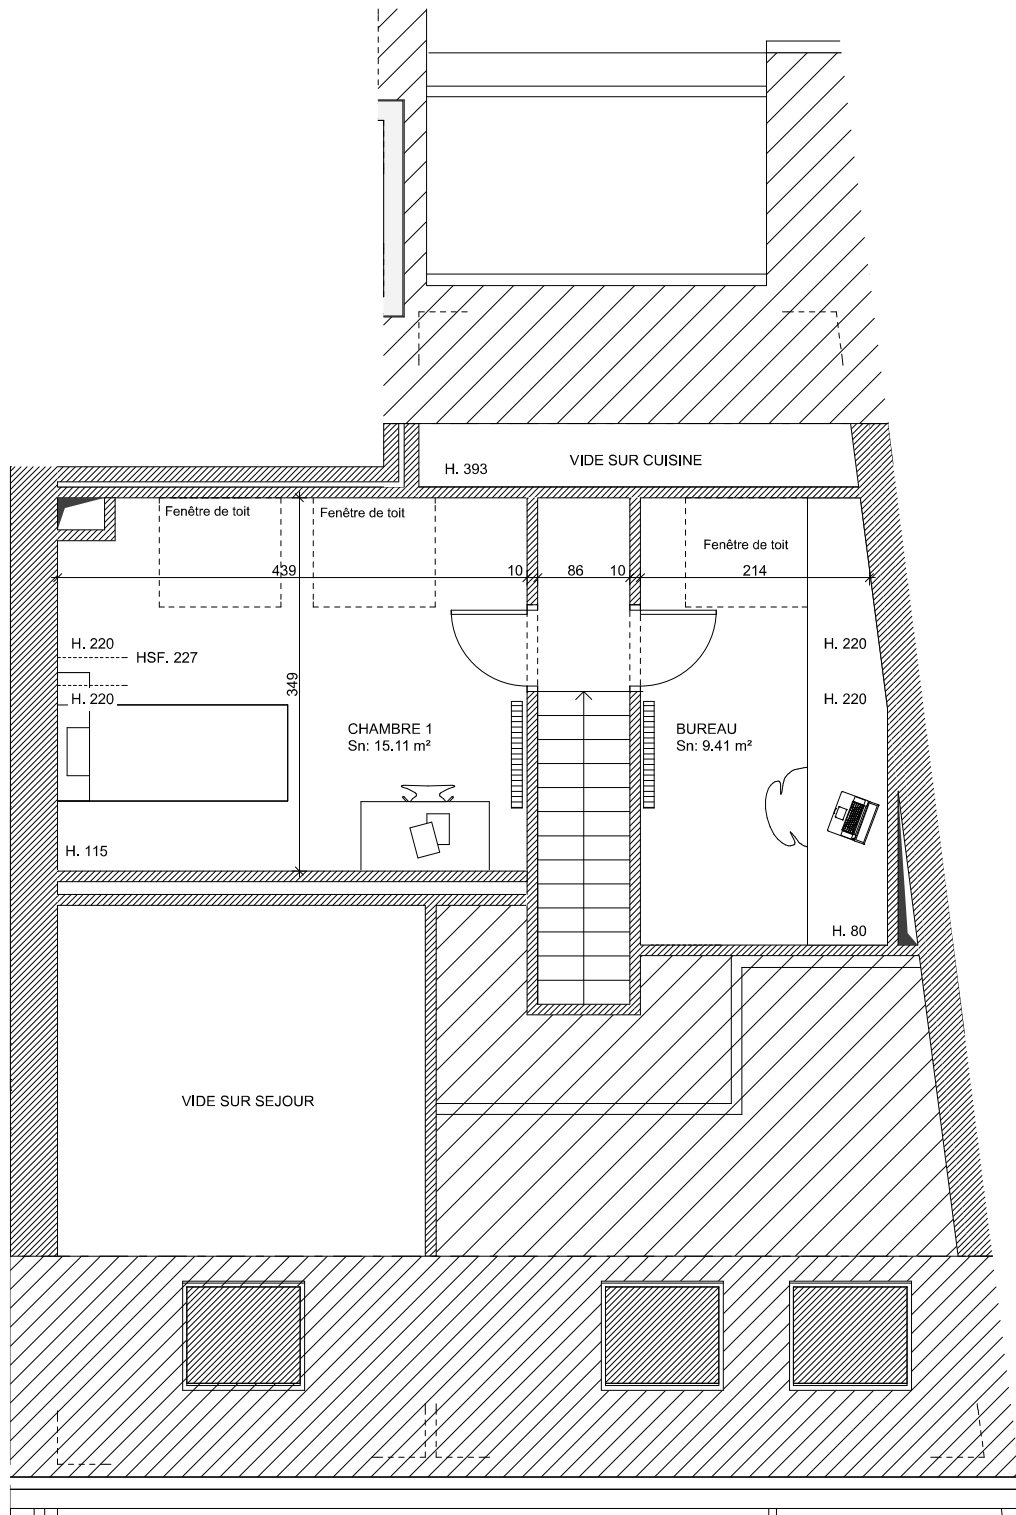 VIDE SUR CUISINE
H. 393
Fenêtre de toit
Fenêtre de toit
Fenêtre de toit
439
10
86
10
214
H. 220
HSF. 227
H. 220
H. 220
H. 220
349
CHAMBRE 1
Sn: 15.11 m²
BUREAU
Sn: 9.41 m²
H. 115
H. 80
VIDE SUR SEJOUR